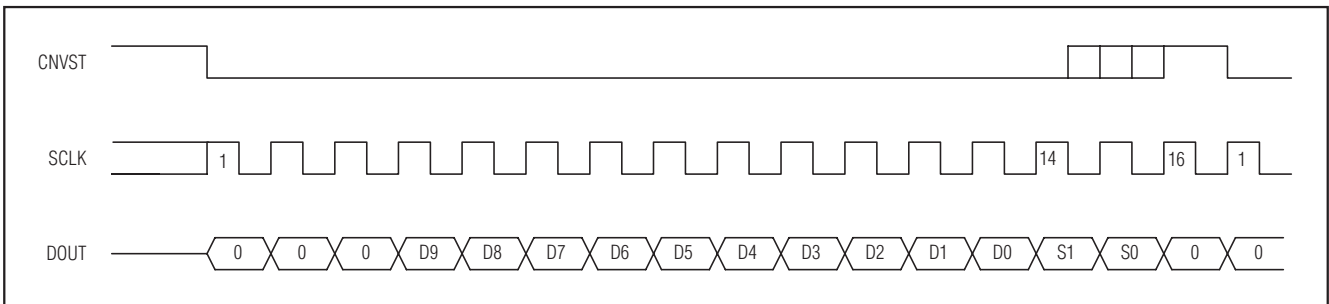 CNVST
SCLK 1 14 16 1
DOUT 0 0 0 D9 D8 D7 D6 D5 D4 D3 D2 D1 D0 S1 S0 0 0